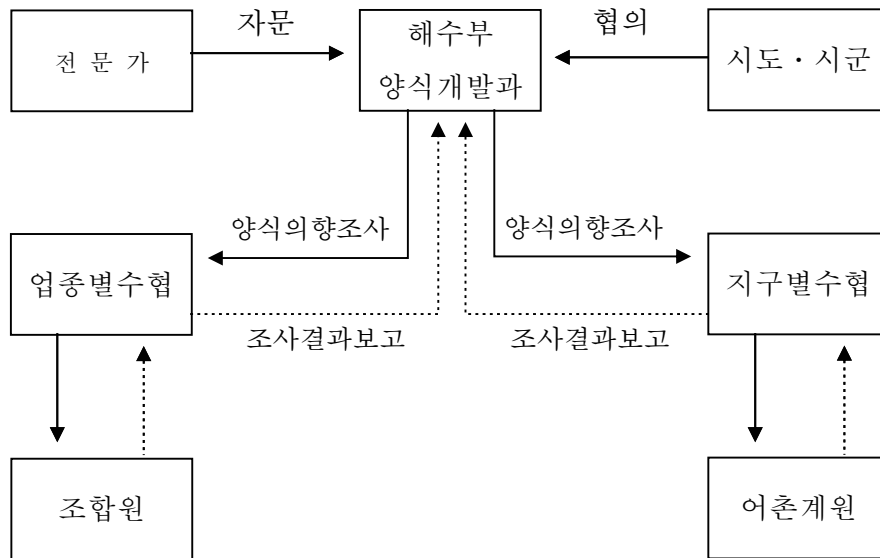 자문
협의
전 문 가
해수부
양식개발과
시도 · 시군
양식의향조사
양식의향조사
업종별수협
지구별수협
조사결과보고
조사결과보고
조합원
어촌계원